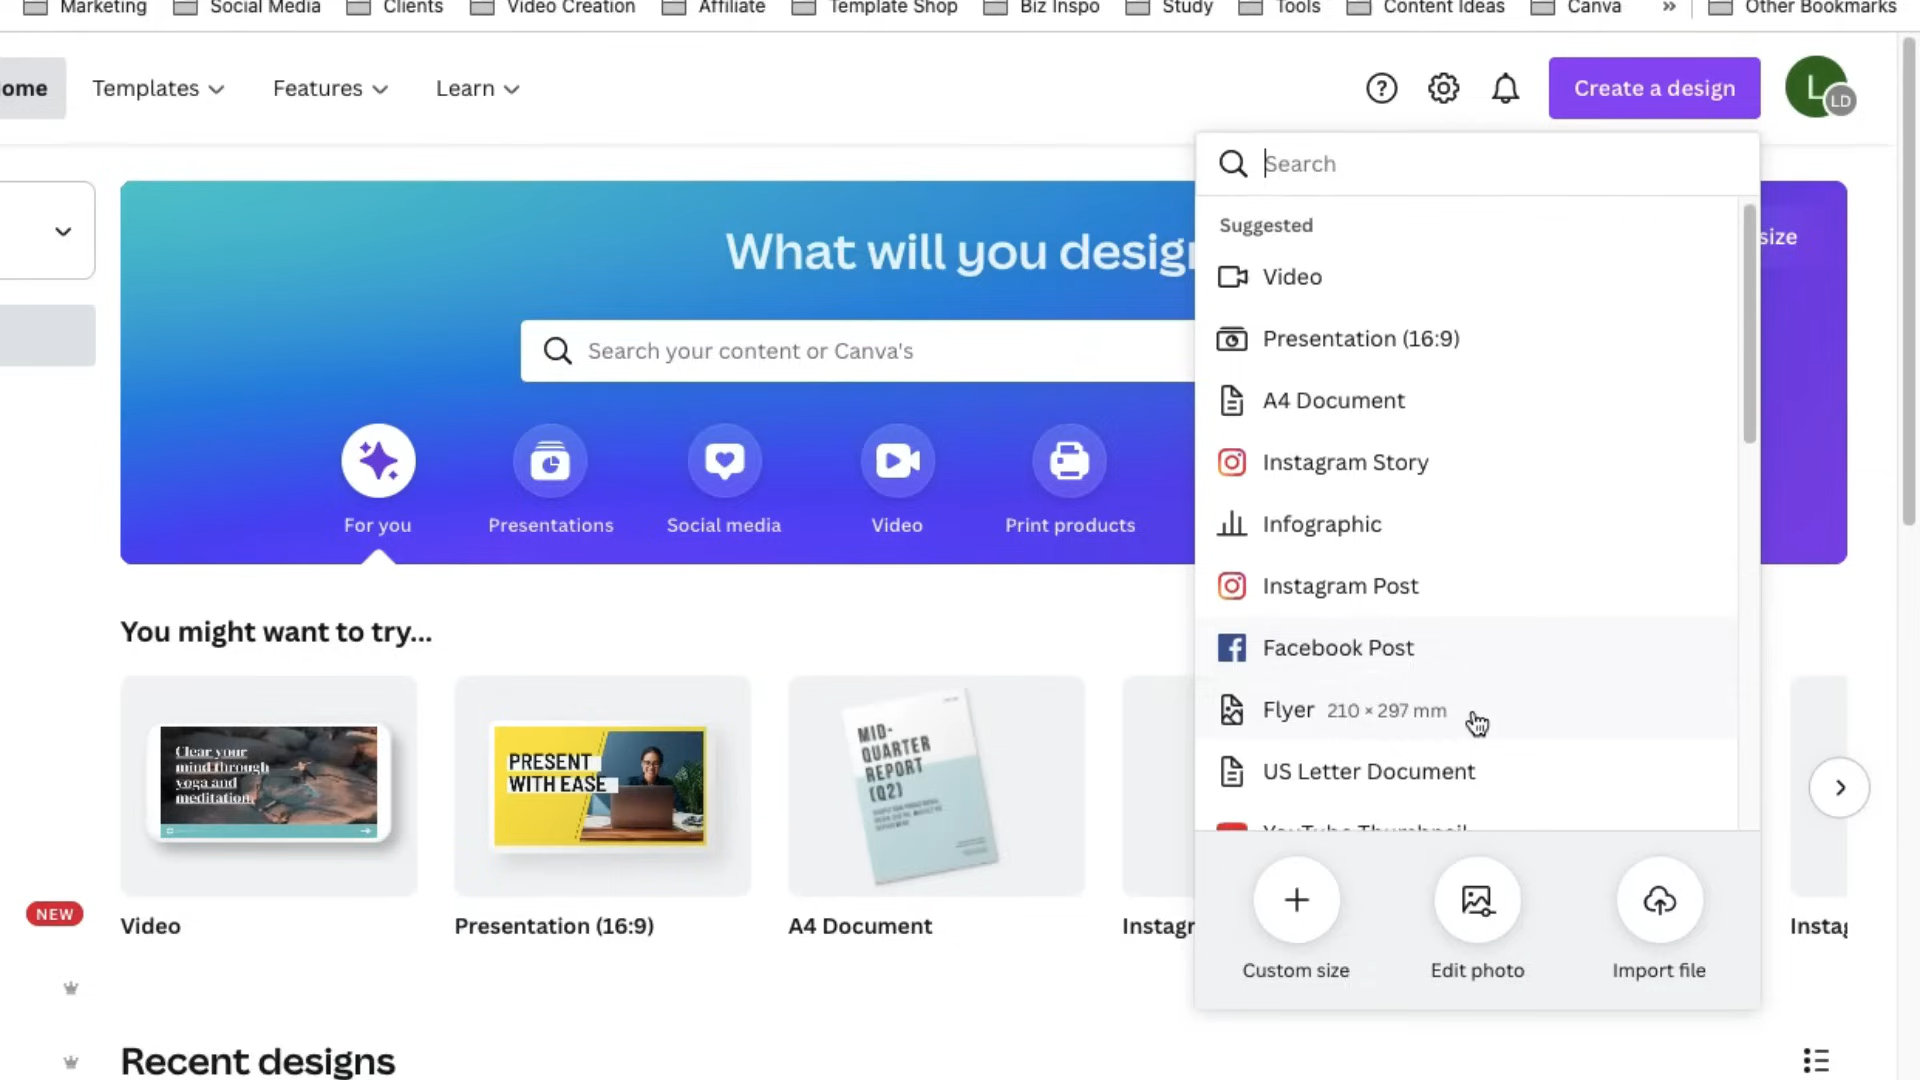 Marketing
Social Media
Clients
Video Creation
Affiliate
Template Shop
Biz Inspo
Study
Tools
Content Ideas
Canva
»
Other Bookmarks
ome
Templates
Features
Learn
?
Create a design
L
LD
Search
What will you desig
size
Search your content or Canva's
Suggested
Video
Presentation (16:9)
A4 Document
Instagram Story
Infographic
Instagram Post
Facebook Post
Flyer 210 × 297 mm
US Letter Document
YouTube Thumbnail
For you
Presentations
Social media
Video
Print products
You might want to try...
Clear your
mind through
yoga and
meditation.
PRESENT
WITH EASE
MID-
QUARTER
REPORT
(Q2)
NEW
Video
Presentation (16:9)
A4 Document
Instagr
Instag
Custom size
Edit photo
Import file
Recent designs